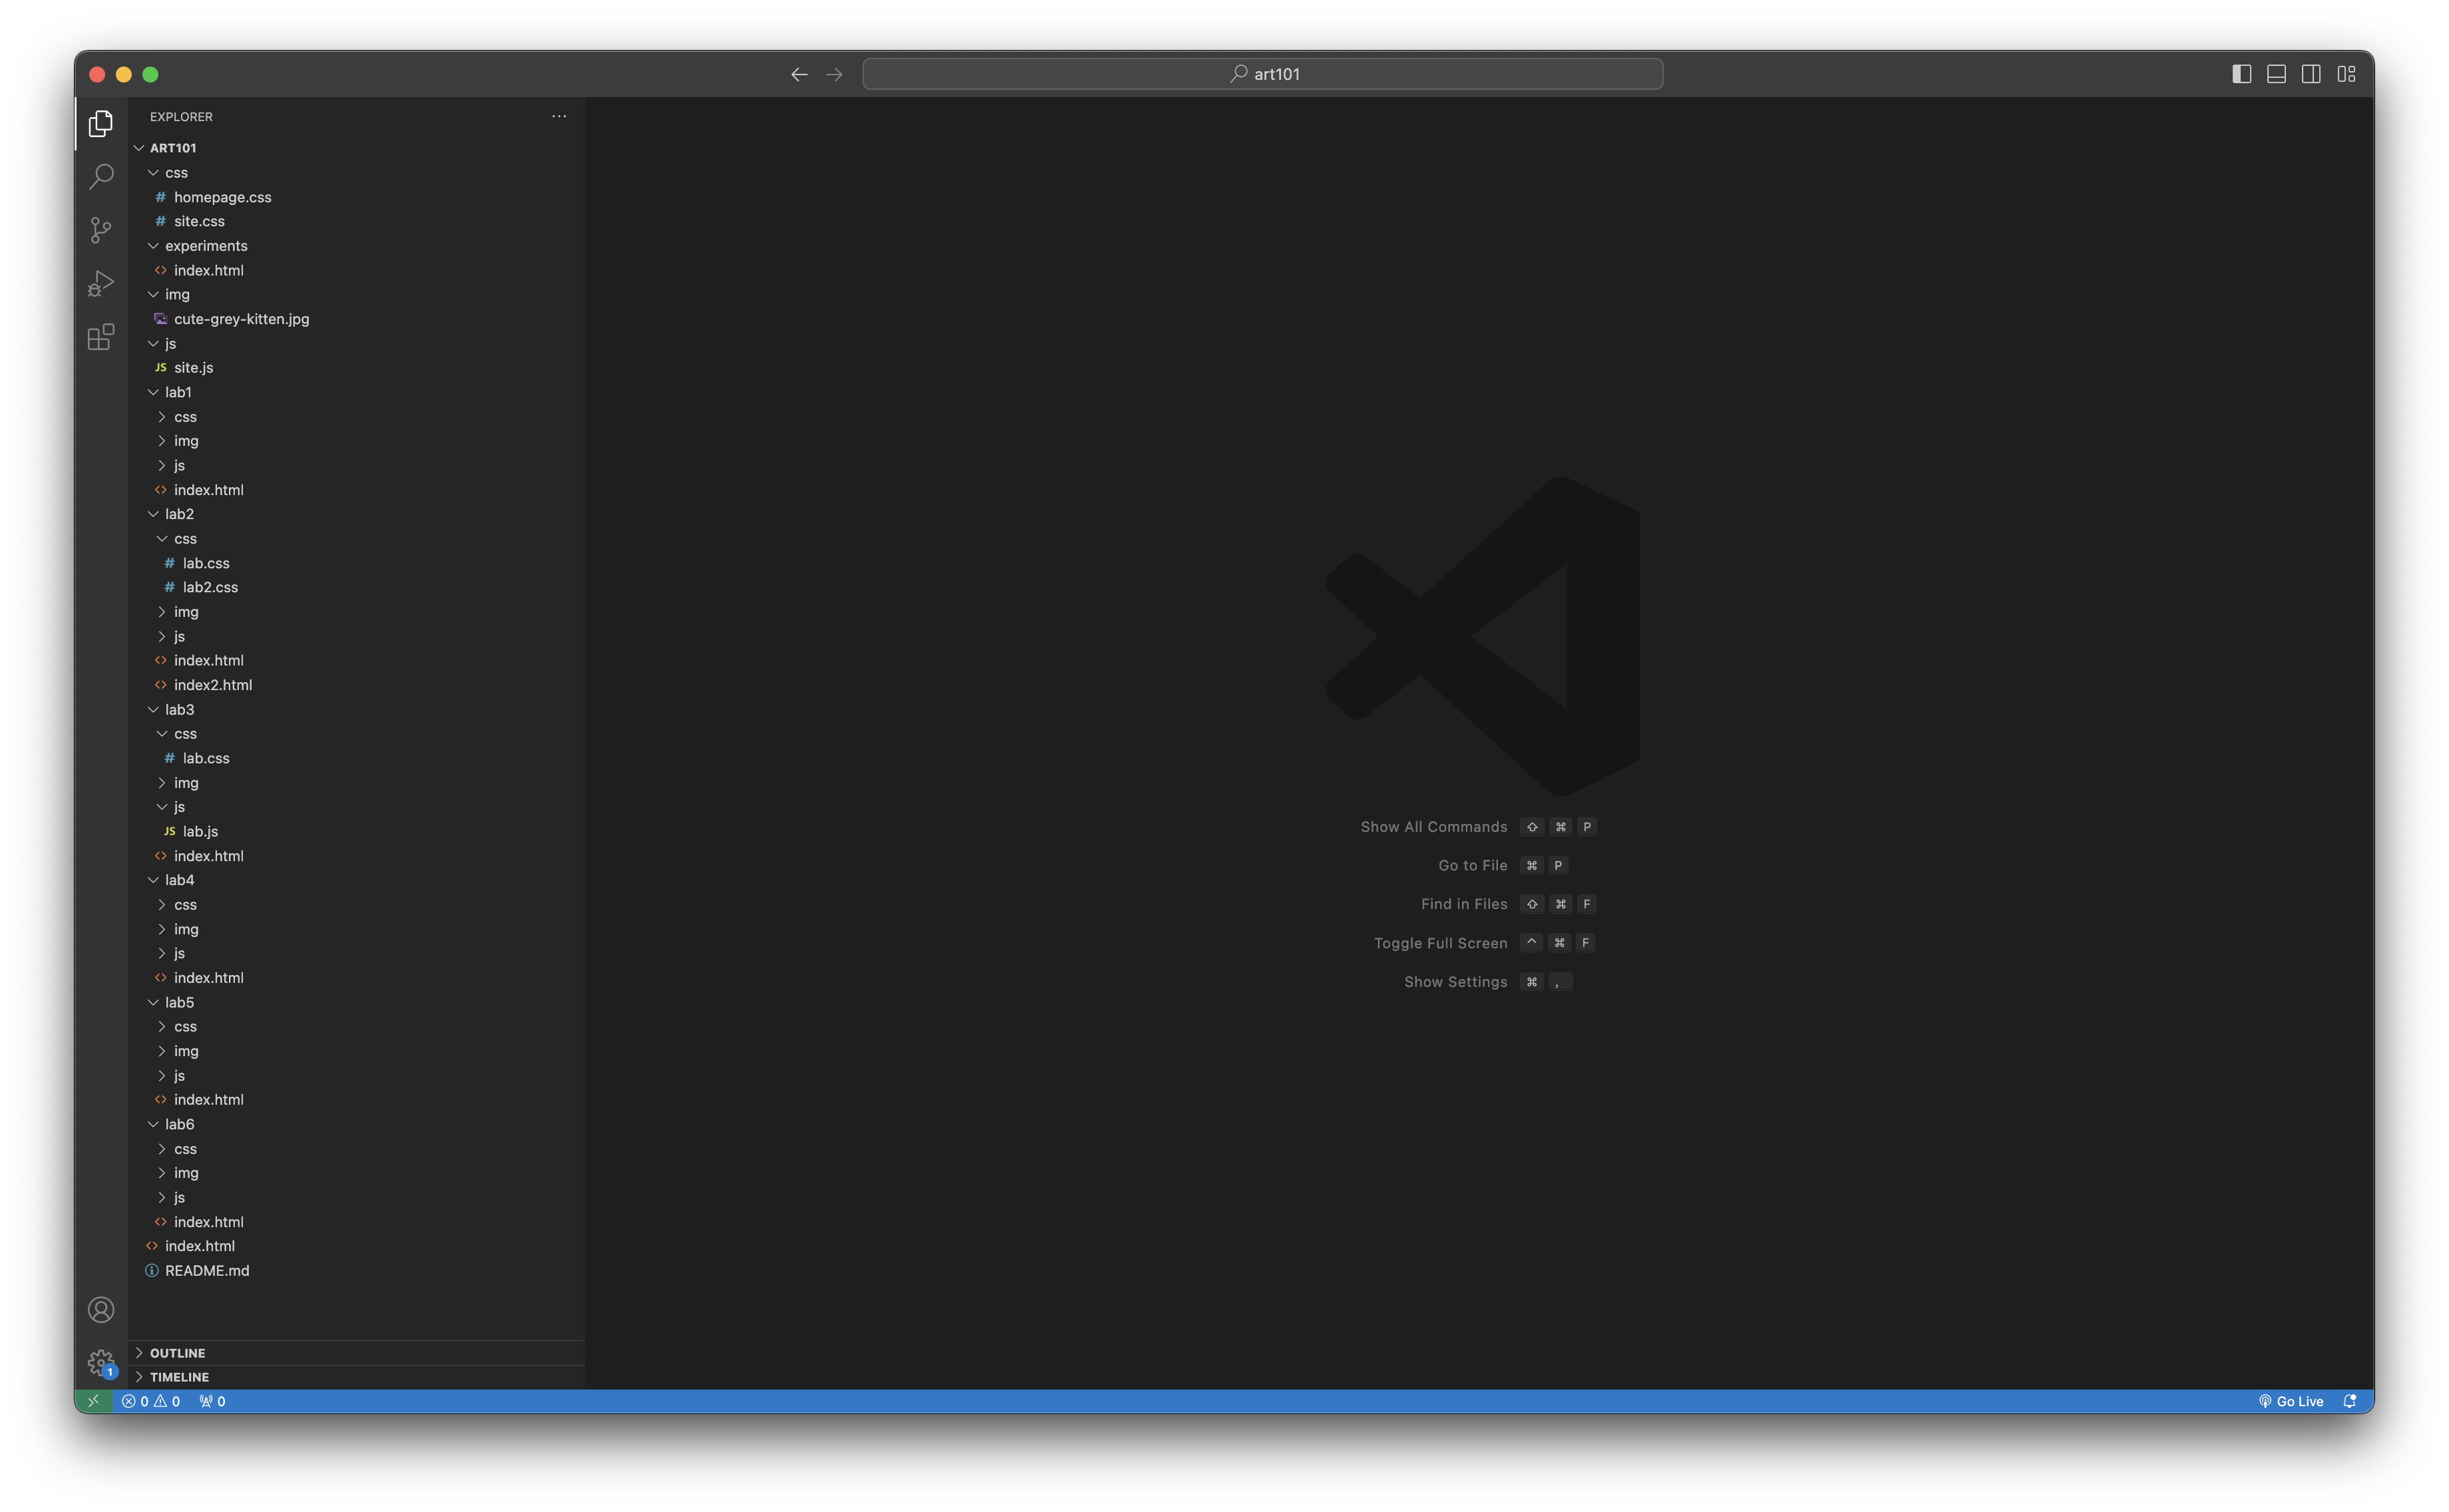 art101
EXPLORER
ART101
css
# homepage.css
# site.css
experiments
<> index.html
img
cute-grey-kitten.jpg
js
JS site.js
lab1
css
img
js
<> index.html
lab2
css
# lab.css
# lab2.css
img
js
<> index.html
<> index2.html
lab3
css
# lab.css
img
js
JS lab.js
<> index.html
lab4
css
img
js
<> index.html
lab5
css
img
js
<> index.html
lab6
css
img
js
<> index.html
<> index.html
README.md
OUTLINE
TIMELINE
1
Show All Commands ⇧ ⌘ P
Go to File ⌘ P
Find in Files ⇧ ⌘ F
Toggle Full Screen ^ ⌘ F
Show Settings ⌘ ,
0 0 0
Go Live